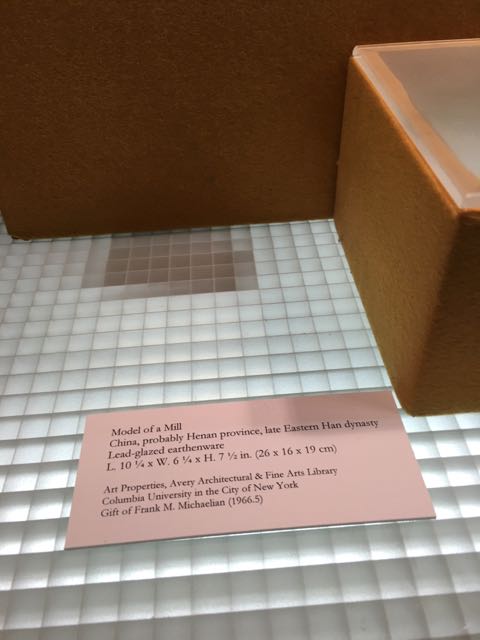 Model of a Mill
China, probably Henan province, late Eastern Han dynasty
Lead-glazed earthenware
L. 10 ¼ x W. 6 ¼ x H. 7 ½ in. (26 x 16 x 19 cm)
Art Properties, Avery Architectural & Fine Arts Library
Columbia University in the City of New York
Gift of Frank M. Michaelian (1966.5)